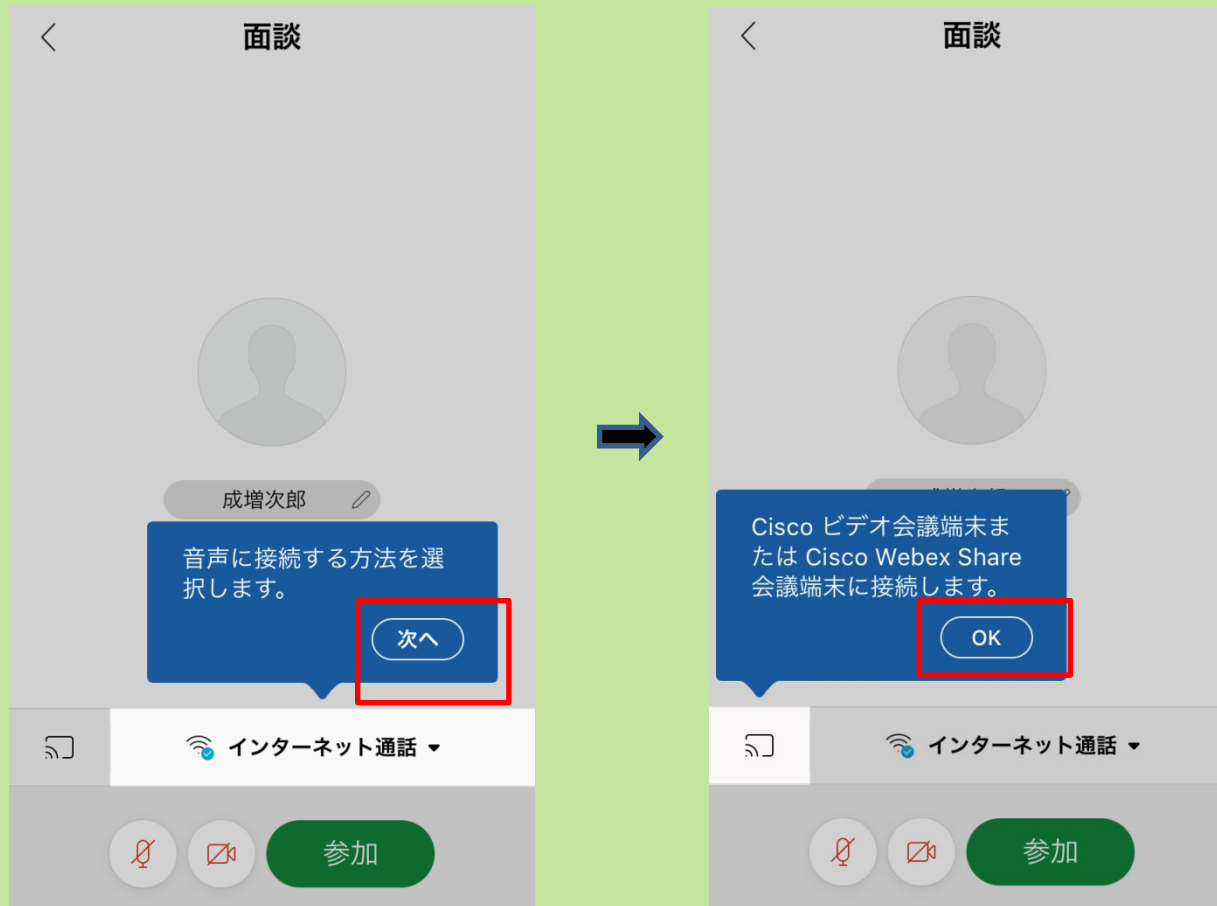 面談
成増次郎
音声に接続する方法を選
択します。
次へ
インターネット通話
参加
面談
Cisco ビデオ会議端末ま
たは Cisco Webex Share
会議端末に接続します。
OK
インターネット通話
参加